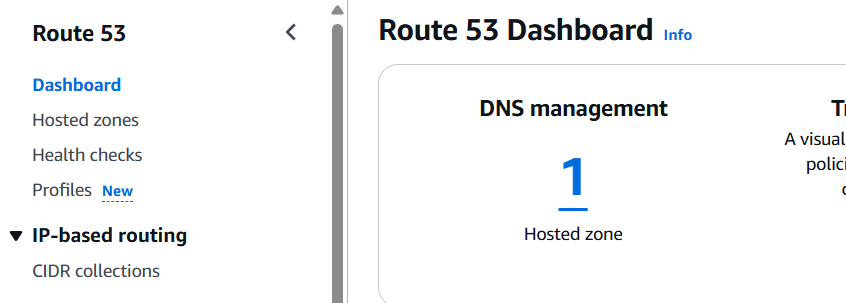 Route 53
Dashboard
Hosted zones
Health checks
Profiles New
IP-based routing
CIDR collections
Route 53 Dashboard Info
DNS management
1
Hosted zone
A visual